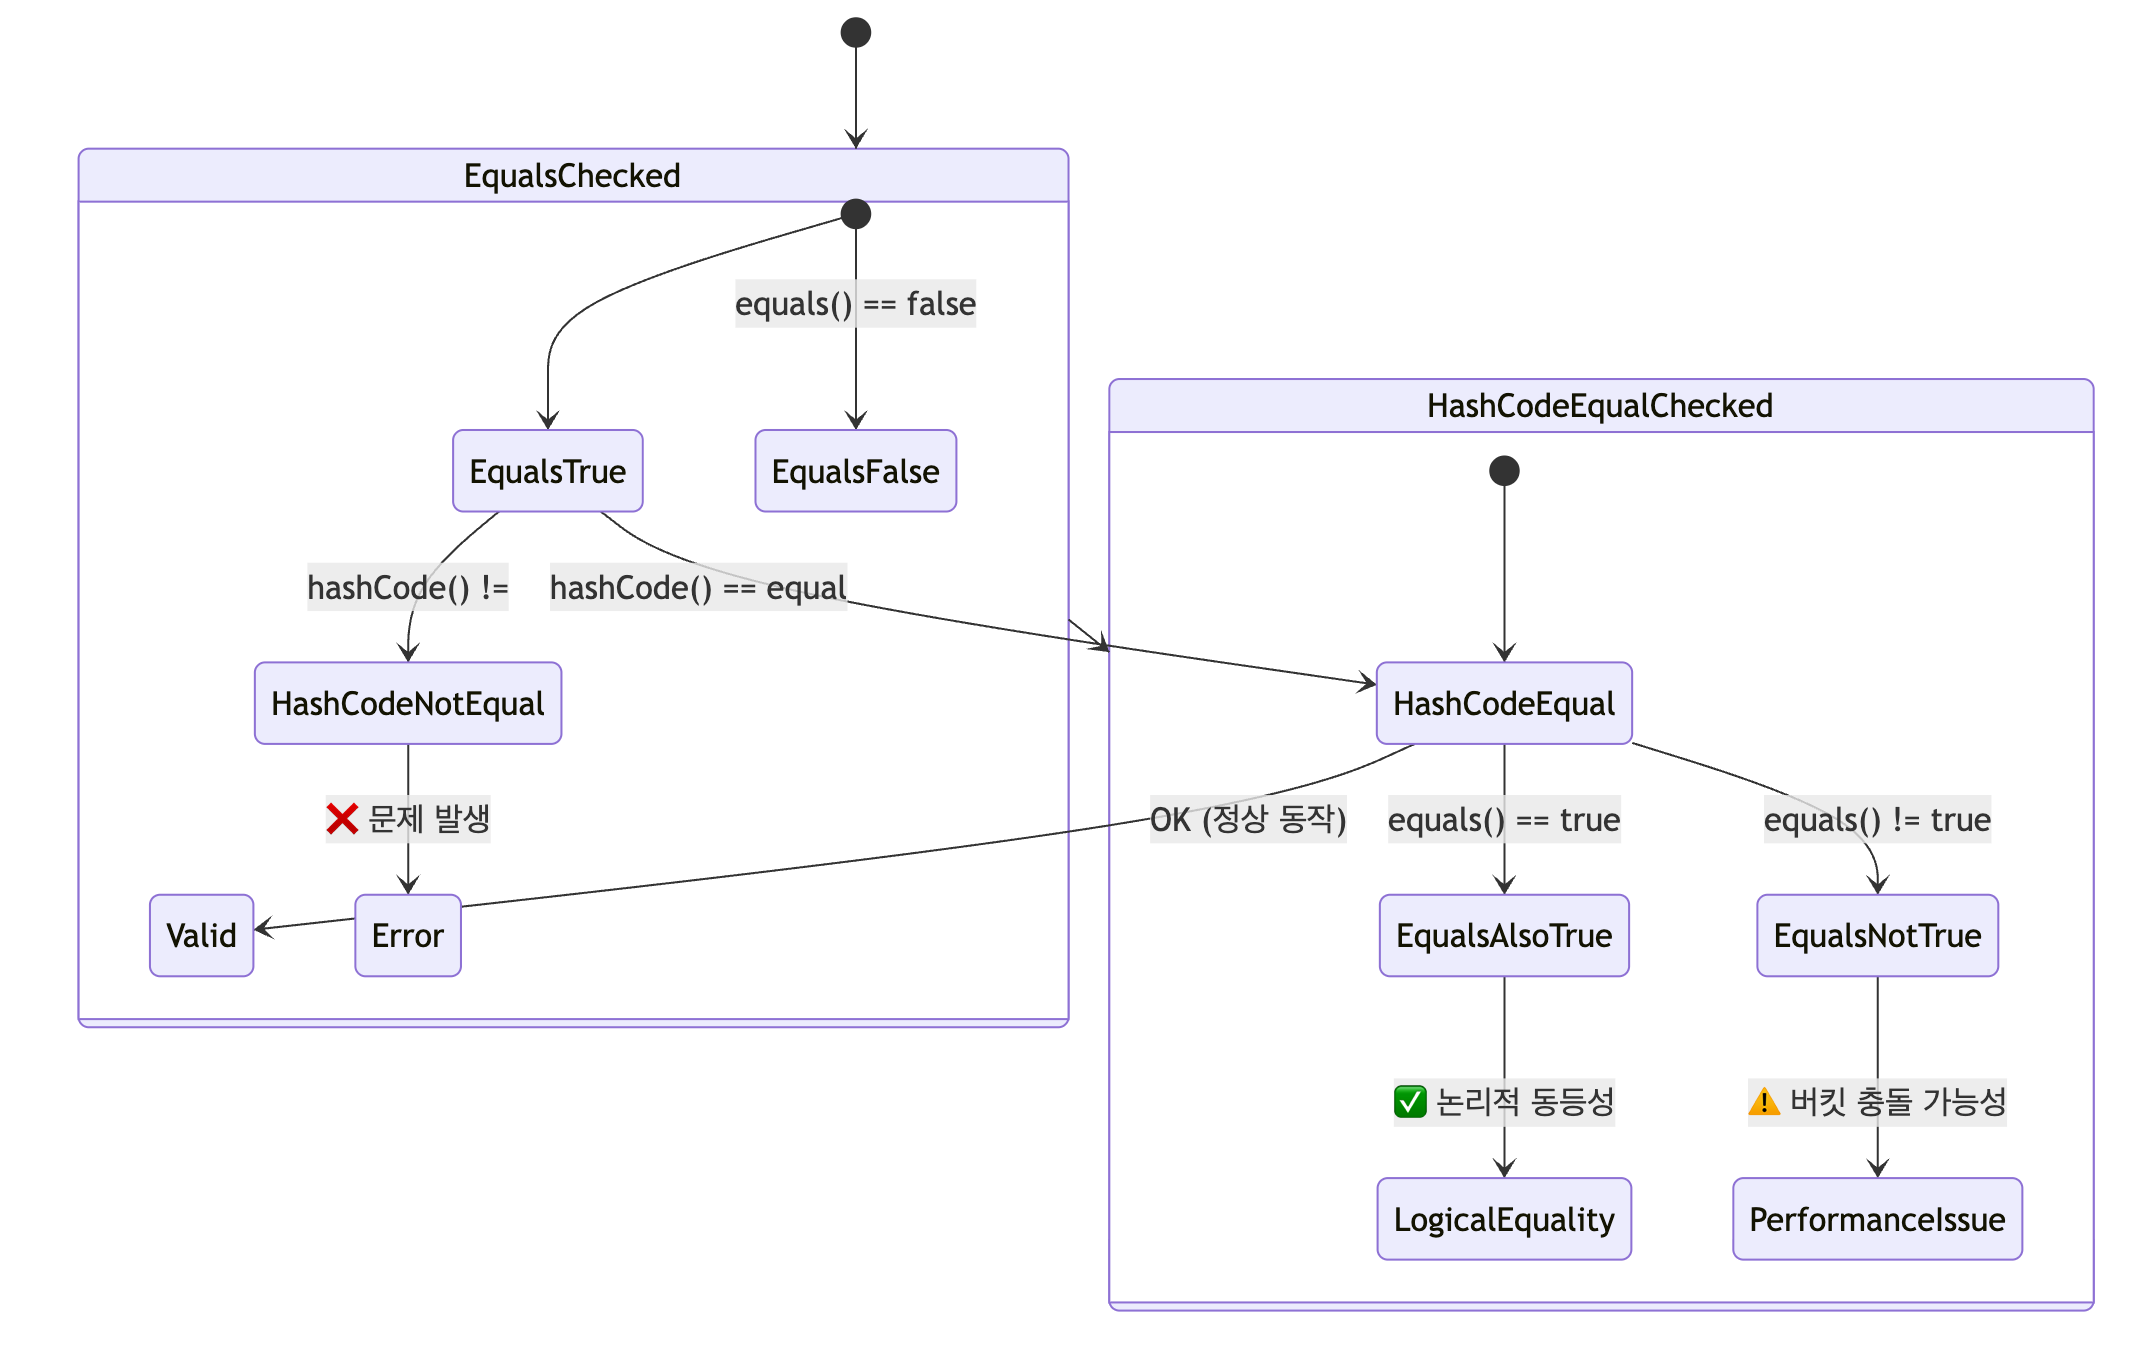 EqualsChecked
equals() == false
EqualsTrue
EqualsFalse
hashCode() !=
hashCode() == equal
HashCodeNotEqual
❌ 문제 발생
Valid
Error
HashCodeEqualChecked
HashCodeEqual
OK (정상 동작)
equals() == true
equals() != true
EqualsAlsoTrue
EqualsNotTrue
✅ 논리적 동등성
⚠️ 버킷 충돌 가능성
LogicalEquality
PerformanceIssue